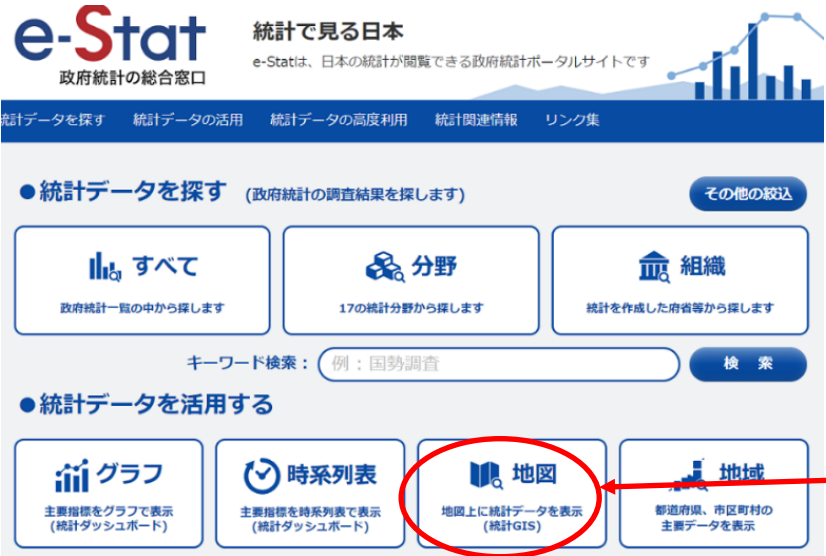 e-Stat
政府統計の総合窓口
統計で見る日本
e-Statは、日本の統計が閲覧できる政府統計ポータルサイトです
統計データを探す 統計データの活用 統計データの高度利用 統計関連情報 リンク集
●統計データを探す (政府統計の調査結果を探します)
その他の絞込
すべて
政府統計一覧の中から探します
分野
17の統計分野から探します
組織
統計を作成した府省等から探します
キーワード検索： 例：国勢調査
検 索
●統計データを活用する
グラフ
主要指標をグラフで表示
(統計ダッシュボード)
時系列表
主要指標を時系列表で表示
(統計ダッシュボード)
地図
地図上に統計データを表示
(統計GIS)
地域
都道府県、市区町村の
主要データを表示